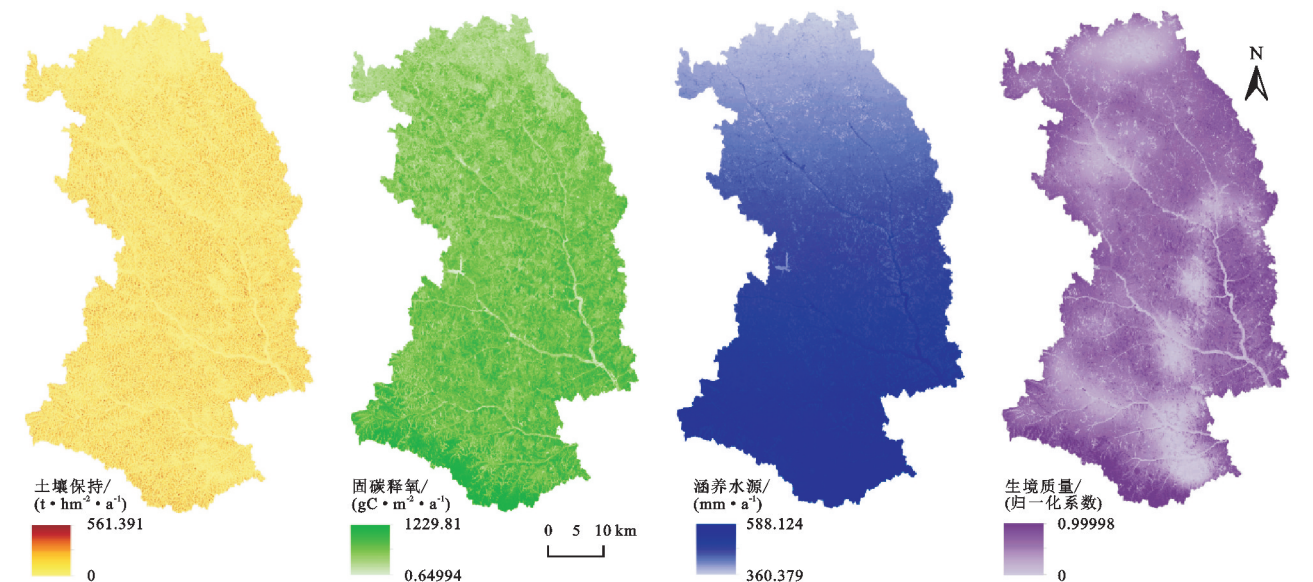 N
土壤保持/
(t·hm⁻²·a⁻¹)
561.391
0
固碳释氧/
(gC·m⁻²·a⁻¹)
1229.81
0.64994
0 5 10 km
涵养水源/
(mm·a⁻¹)
588.124
360.379
生境质量/
(归一化系数)
0.99998
0